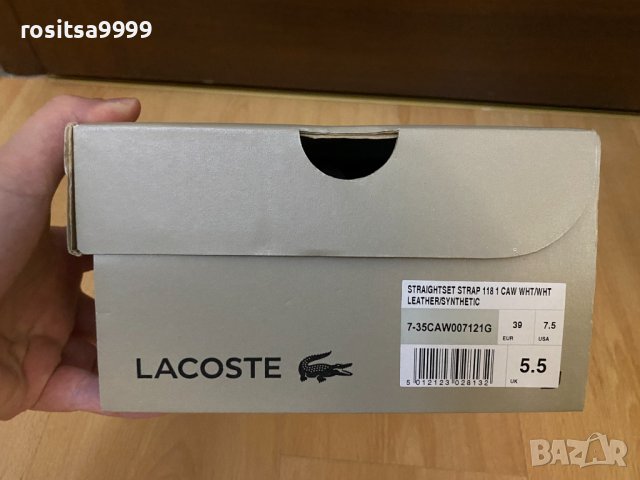 rositsa9999
STRAIGHTSET STRAP 118 1 CAW WHT/WHT
LEATHER/SYNTHETIC
7-35CAW007121G
39
EUR
7.5
USA
5.5
UK
5 012123 028132
LACOSTE
BAZAR